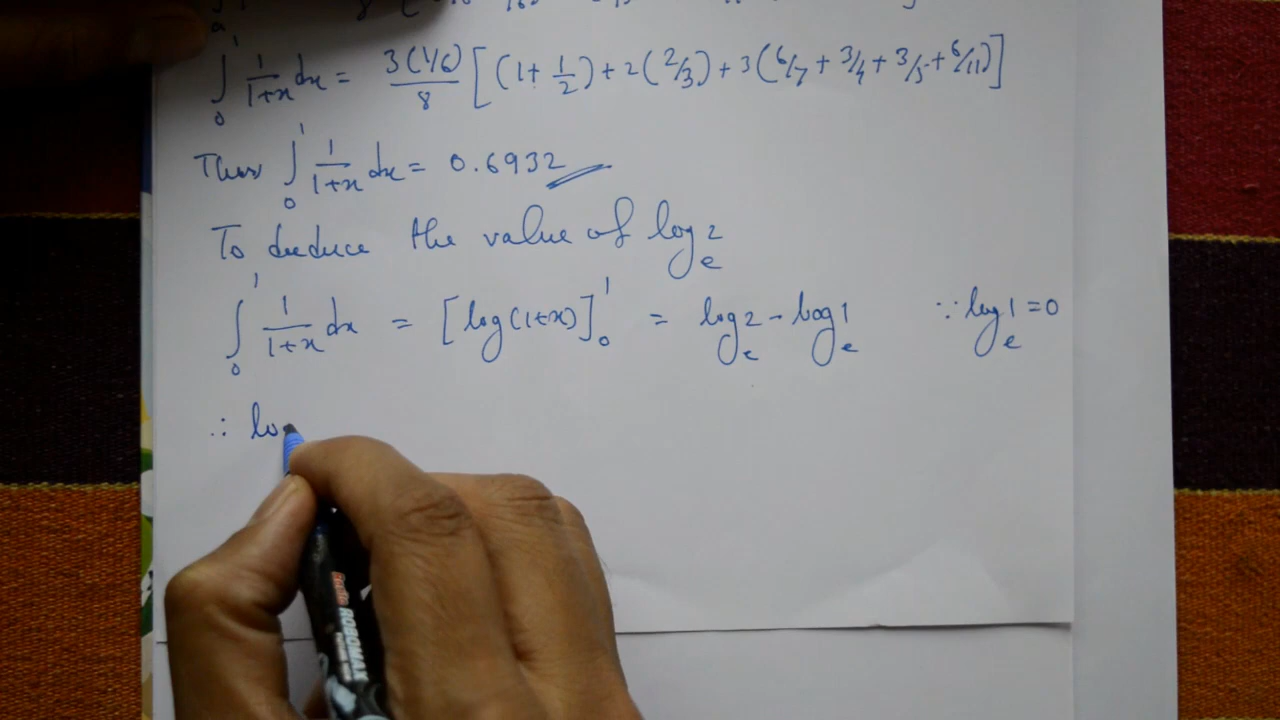 ∫₀¹ 1/(1+x) dx = 3(1/6)/8 [(1 + 1/2) + 2(2/3) + 3(6/7 + 3/4 + 3/5 + 6/11)]
Thus ∫₀¹ 1/(1+x) dx = 0.6932
To deduce the value of logₑ2
∫₀¹ 1/(1+x) dx = [log(1+x)]₀¹ = logₑ2 - logₑ1 ∵ logₑ1 = 0
∴ lo
ROBOMAX